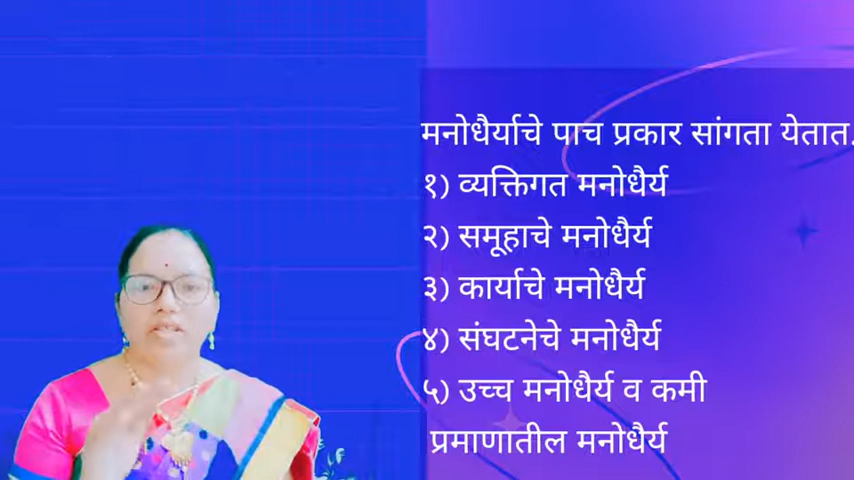 मनोधैर्याचे पाच प्रकार सांगता येतात.
१) व्यक्तिगत मनोधैर्य
२) समूहाचे मनोधैर्य
३) कार्याचे मनोधैर्य
४) संघटनेचे मनोधैर्य
५) उच्च मनोधैर्य व कमी
प्रमाणातील मनोधैर्य